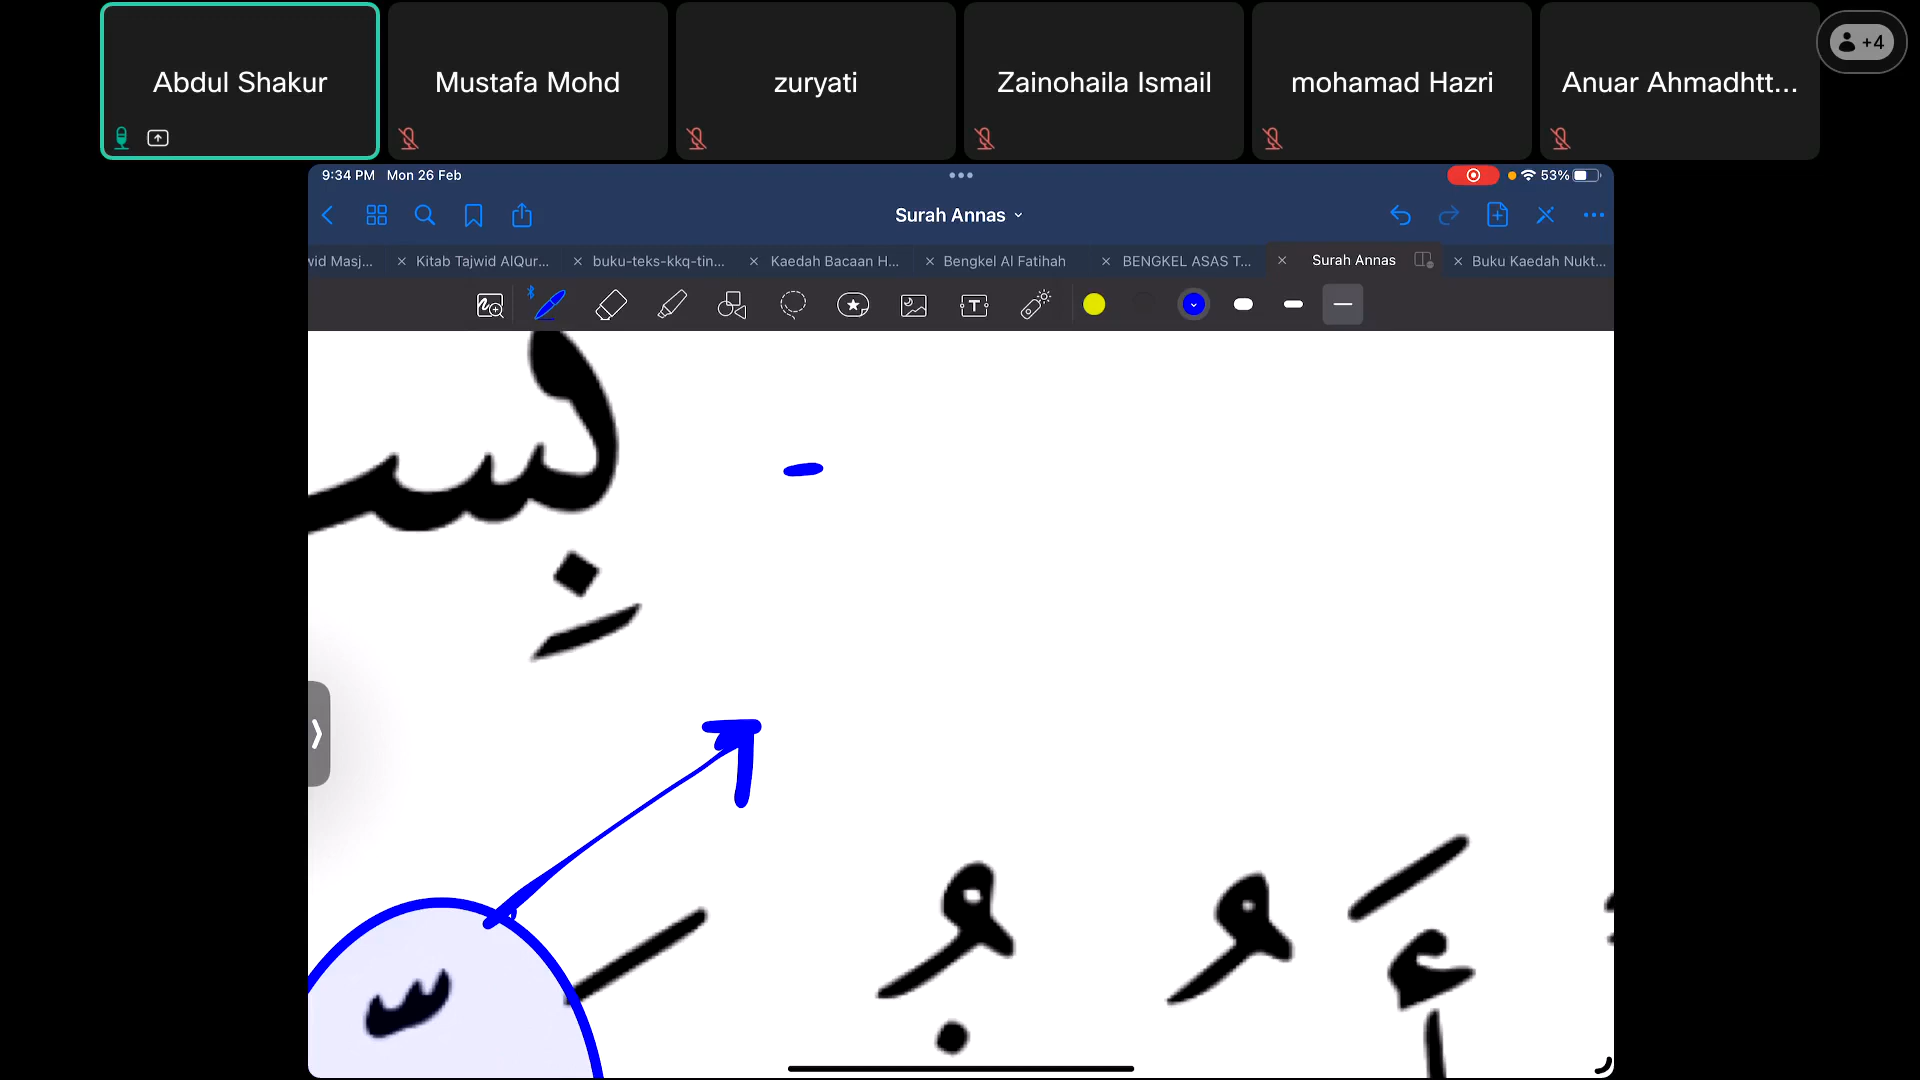 Abdul Shakur
Mustafa Mohd
zuryati
Zainohaila Ismail
mohamad Hazri
Anuar Ahmadhtt...
+4
9:34 PM Mon 26 Feb
53%
Surah Annas
wid Masj...
Kitab Tajwid AlQur...
buku-teks-kkq-tin...
Kaedah Bacaan H...
Bengkel Al Fatihah
BENGKEL ASAS T...
Surah Annas
Buku Kaedah Nukt...